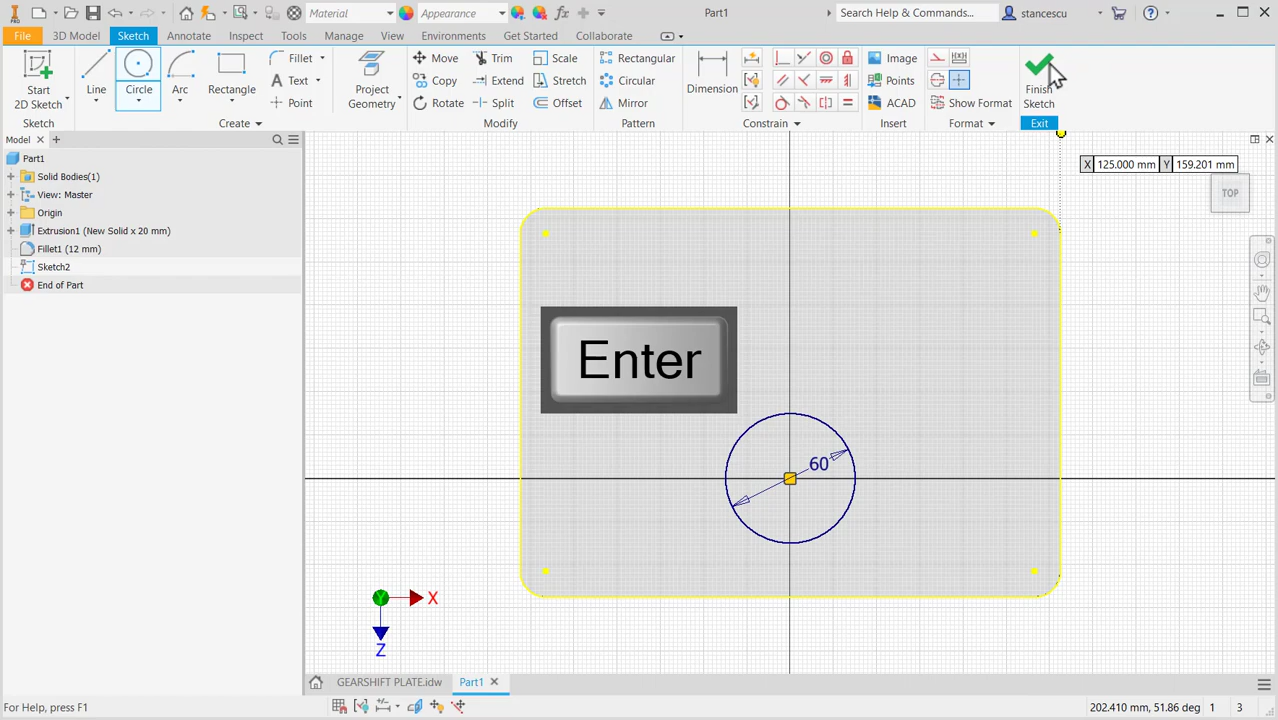 Material
Appearance
Part1
Search Help & Commands...
stancescu
File
3D Model
Sketch
Annotate
Inspect
Tools
Manage
View
Environments
Get Started
Collaborate
Start
2D Sketch
Line
Circle
Arc
Rectangle
Fillet
Text
Point
Project
Geometry
Move
Copy
Rotate
Trim
Extend
Split
Scale
Stretch
Offset
Rectangular
Circular
Mirror
Dimension
Image
Points
ACAD
Show Format
Finish
Sketch
Sketch
Create
Modify
Pattern
Constrain
Insert
Format
Exit
Model
Part1
Solid Bodies(1)
View: Master
Origin
Extrusion1 (New Solid x 20 mm)
Fillet1 (12 mm)
Sketch2
End of Part
X 125.000 mm Y 159.201 mm
TOP
Enter
60
X
Y
Z
GEARSHIFT PLATE.idw
Part1
For Help, press F1
202.410 mm, 51.86 deg 1 3